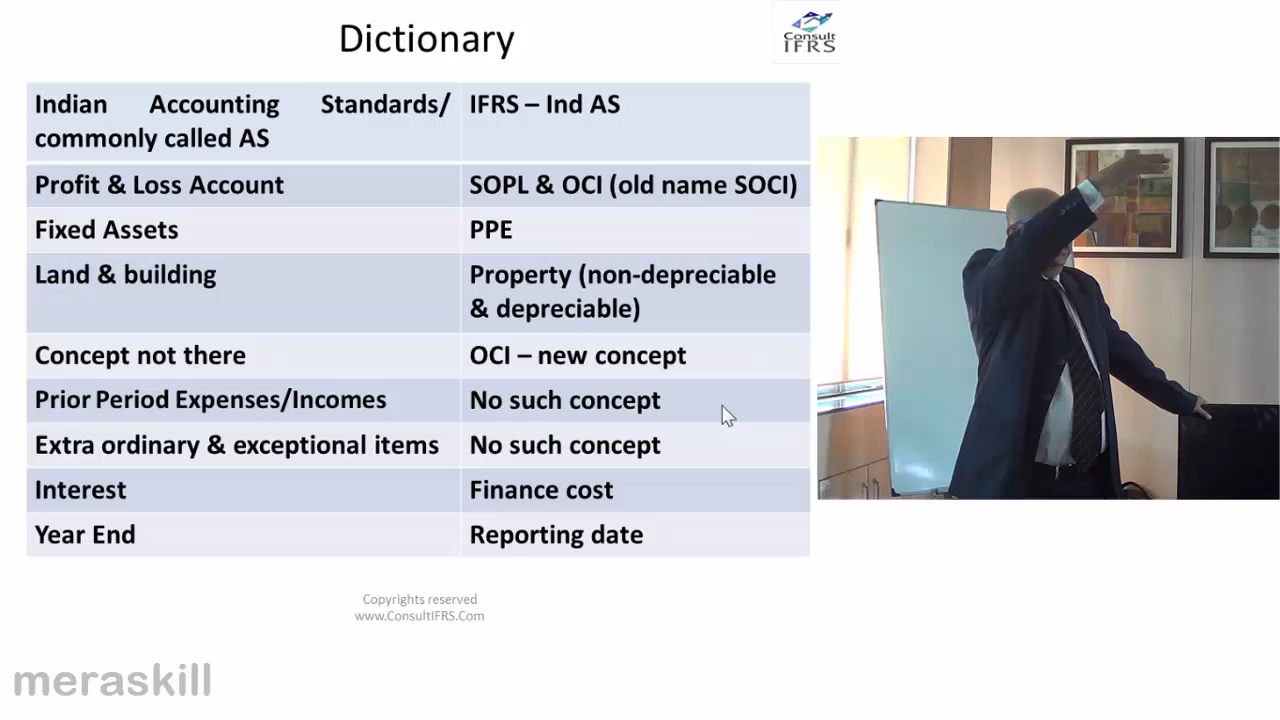 Dictionary
Consult
IFRS
Indian Accounting Standards/ IFRS – Ind AS
commonly called AS
Profit & Loss Account SOPL & OCI (old name SOCI)
Fixed Assets PPE
Land & building Property (non-depreciable
& depreciable)
Concept not there OCI – new concept
Prior Period Expenses/Incomes No such concept
Extra ordinary & exceptional items No such concept
Interest Finance cost
Year End Reporting date
Copyrights reserved
www.ConsultIFRS.Com
meraskill